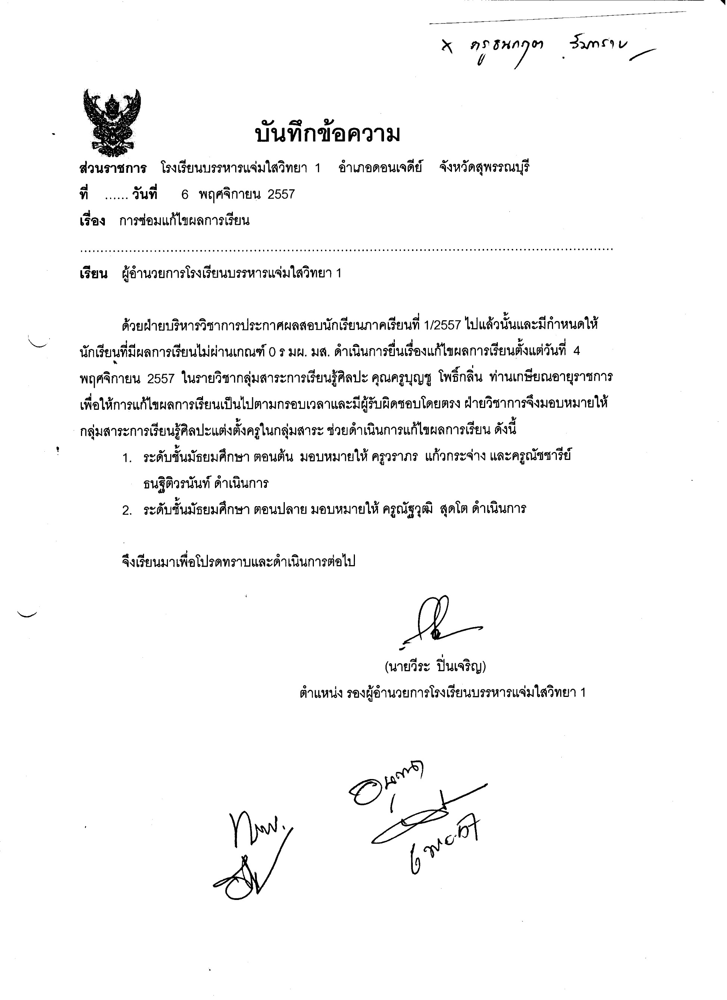 x ครูธนกฤต รับทราบ
บันทึกข้อความ
ส่วนราชการ โรงเรียนบรรหารแจ่มใสวิทยา 1 อำเภอดอนเจดีย์ จังหวัดสุพรรณบุรี
ที่ ...... วันที่ 6 พฤศจิกายน 2557
เรื่อง การซ่อมแก้ไขผลการเรียน
เรียน ผู้อำนวยการโรงเรียนบรรหารแจ่มใสวิทยา 1
ด้วยฝ่ายบริหารวิชาการประกาศผลสอบนักเรียนภาคเรียนที่ 1/2557 ไปแล้วนั้นและมีกำหนดให้
นักเรียนที่มีผลการเรียนไม่ผ่านเกณฑ์ 0 ร มผ. มส. ดำเนินการยื่นเรื่องแก้ไขผลการเรียนตั้งแต่วันที่ 4
พฤศจิกายน 2557 ในรายวิชากลุ่มสาระการเรียนรู้ศิลปะ คุณครูบุญชู โพธิ์กลิ่น ท่านเกษียณอายุราชการ
เพื่อให้การแก้ไขผลการเรียนเป็นไปตามกรอบเวลาและมีผู้รับผิดชอบโดยตรง ฝ่ายวิชาการจึงมอบหมายให้
กลุ่มสาระการเรียนรู้ศิลปะแต่งตั้งครูในกลุ่มสาระ ช่วยดำเนินการแก้ไขผลการเรียน ดังนี้
1. ระดับชั้นมัธยมศึกษา ตอนต้น มอบหมายให้ ครูวราภร แก้วกระจ่าง และครูณัชชารีย์
ธนฐิติวรนันท์ ดำเนินการ
2. ระดับชั้นมัธยมศึกษา ตอนปลาย มอบหมายให้ ครูณัฐวุฒิ สุดโต ดำเนินการ
จึงเรียนมาเพื่อโปรดทราบและดำเนินการต่อไป
(นายวีระ ปิ่นเจริญ)
ตำแหน่ง รองผู้อำนวยการโรงเรียนบรรหารแจ่มใสวิทยา 1